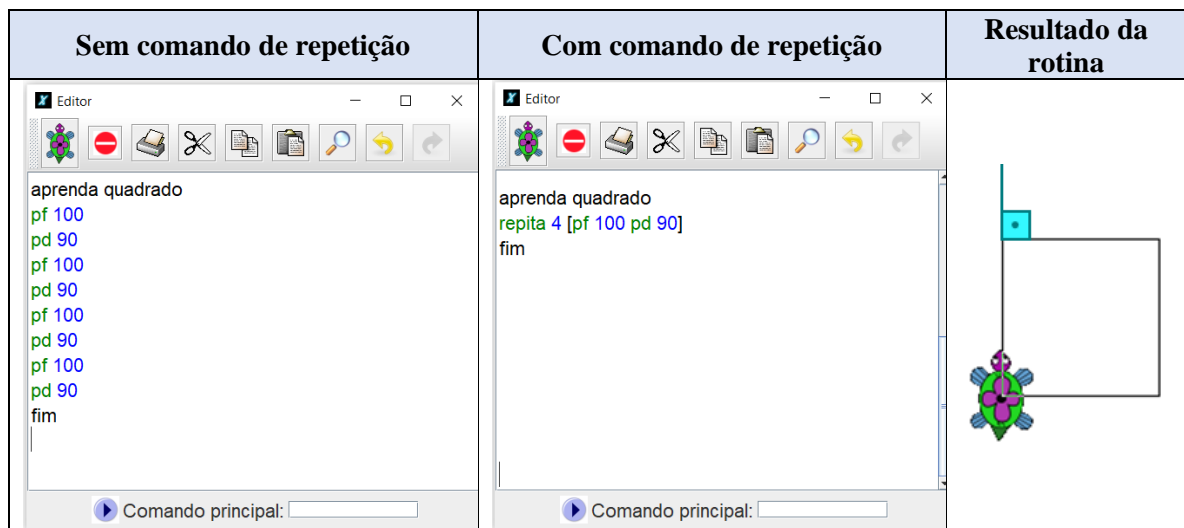 Sem comando de repetição
Com comando de repetição
Resultado da
rotina
Editor
aprenda quadrado
pf 100
pd 90
pf 100
pd 90
pf 100
pd 90
pf 100
pd 90
fim
Comando principal:
Editor
aprenda quadrado
repita 4 [pf 100 pd 90]
fim
Comando principal: